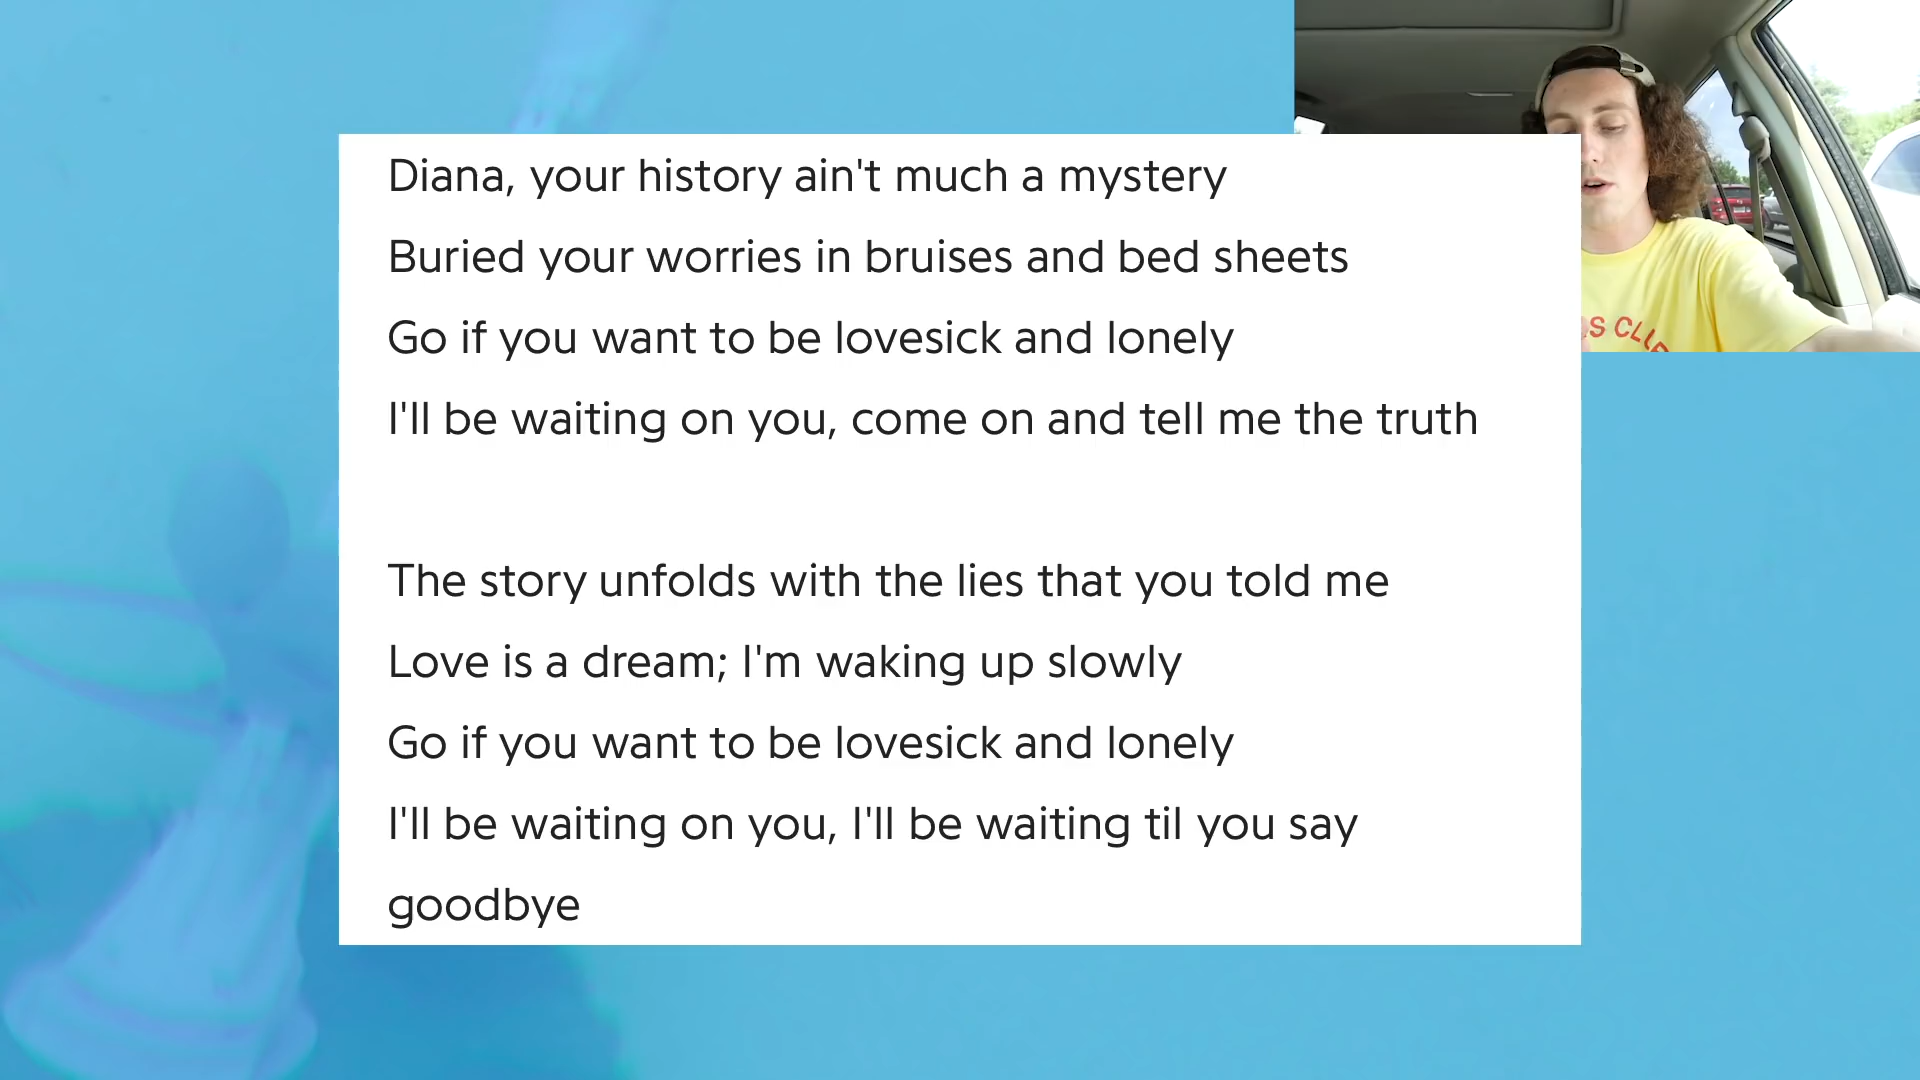 Diana, your history ain't much a mystery
Buried your worries in bruises and bed sheets
Go if you want to be lovesick and lonely
I'll be waiting on you, come on and tell me the truth
The story unfolds with the lies that you told me
Love is a dream; I'm waking up slowly
Go if you want to be lovesick and lonely
I'll be waiting on you, I'll be waiting til you say
goodbye